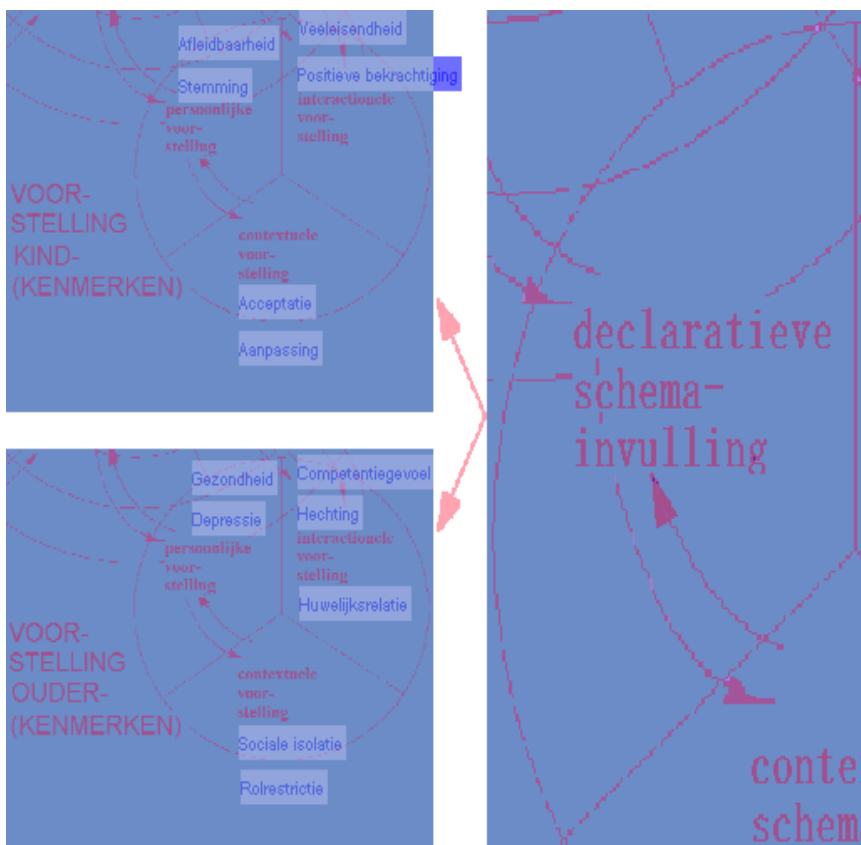 Afleidbaarheid
Stemming
Veeleisendheid
Positieve bekrachtiging
persoonlijke
voor-
stelling
interactionele
voor-
stelling
VOOR-
STELLING
KIND-
(KENMERKEN)
contextuele
voor-
stelling
Acceptatie
Aanpassing
Gezondheid
Depressie
Competentiegevoel
Hechting
persoonlijke
voor-
stelling
interactionele
voor-
stelling
Huwelijksrelatie
VOOR-
STELLING
OUDER-
(KENMERKEN)
contextuele
voor-
stelling
Sociale isolatie
Rolrestrictie
declaratieve
schema-
invulling
conte
schem